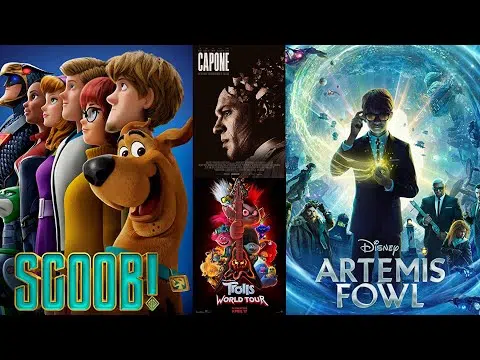 SCOOB!
CAPONE
Trolls
WORLD TOUR
Disney
ARTEMIS
FOWL